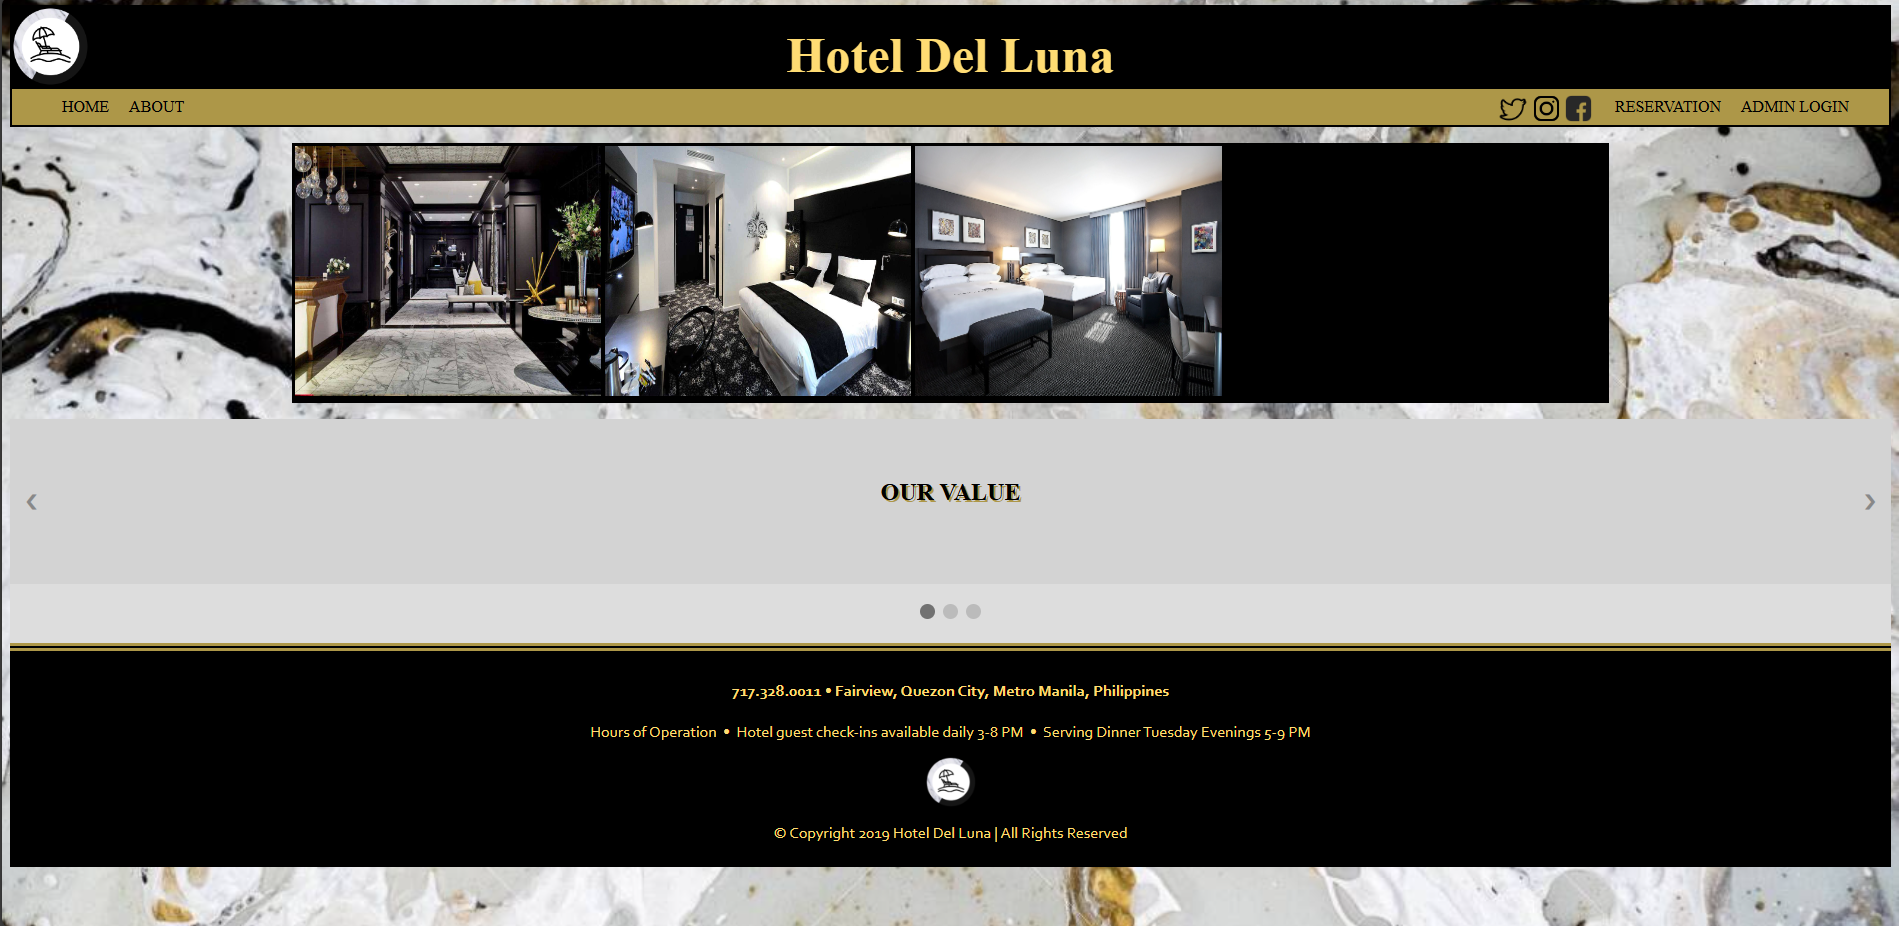 Hotel Del Luna
HOME ABOUT RESERVATION ADMIN LOGIN
❮ OUR VALUE ❯
717.328.0011 • Fairview, Quezon City, Metro Manila, Philippines
Hours of Operation • Hotel guest check-ins available daily 3-8 PM • Serving Dinner Tuesday Evenings 5-9 PM
© Copyright 2019 Hotel Del Luna | All Rights Reserved